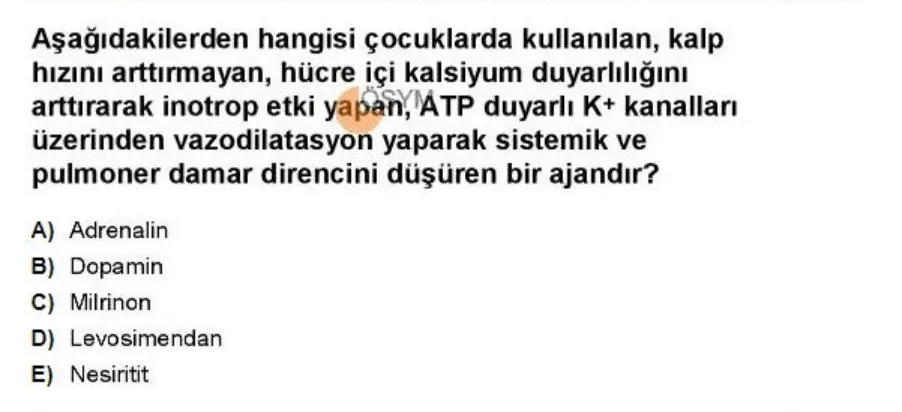 Aşağıdakilerden hangisi çocuklarda kullanılan, kalp
hızını arttırmayan, hücre içi kalsiyum duyarlılığını
arttırarak inotrop etki yapan, ATP duyarlı K+ kanalları
üzerinden vazodilatasyon yaparak sistemik ve
pulmoner damar direncini düşüren bir ajandır?
ÖSYM
A) Adrenalin
B) Dopamin
C) Milrinon
D) Levosimendan
E) Nesiritit